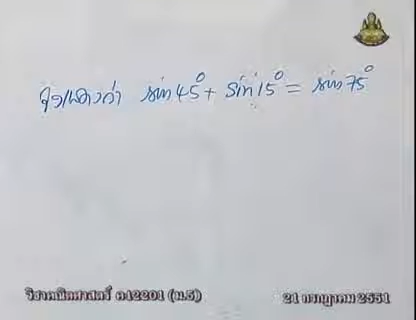 จงแสดงว่า sin 45° + sin 15° = sin 75°
วิชาคณิตศาสตร์ ค42201 (ม.5)
21 กรกฎาคม 2551